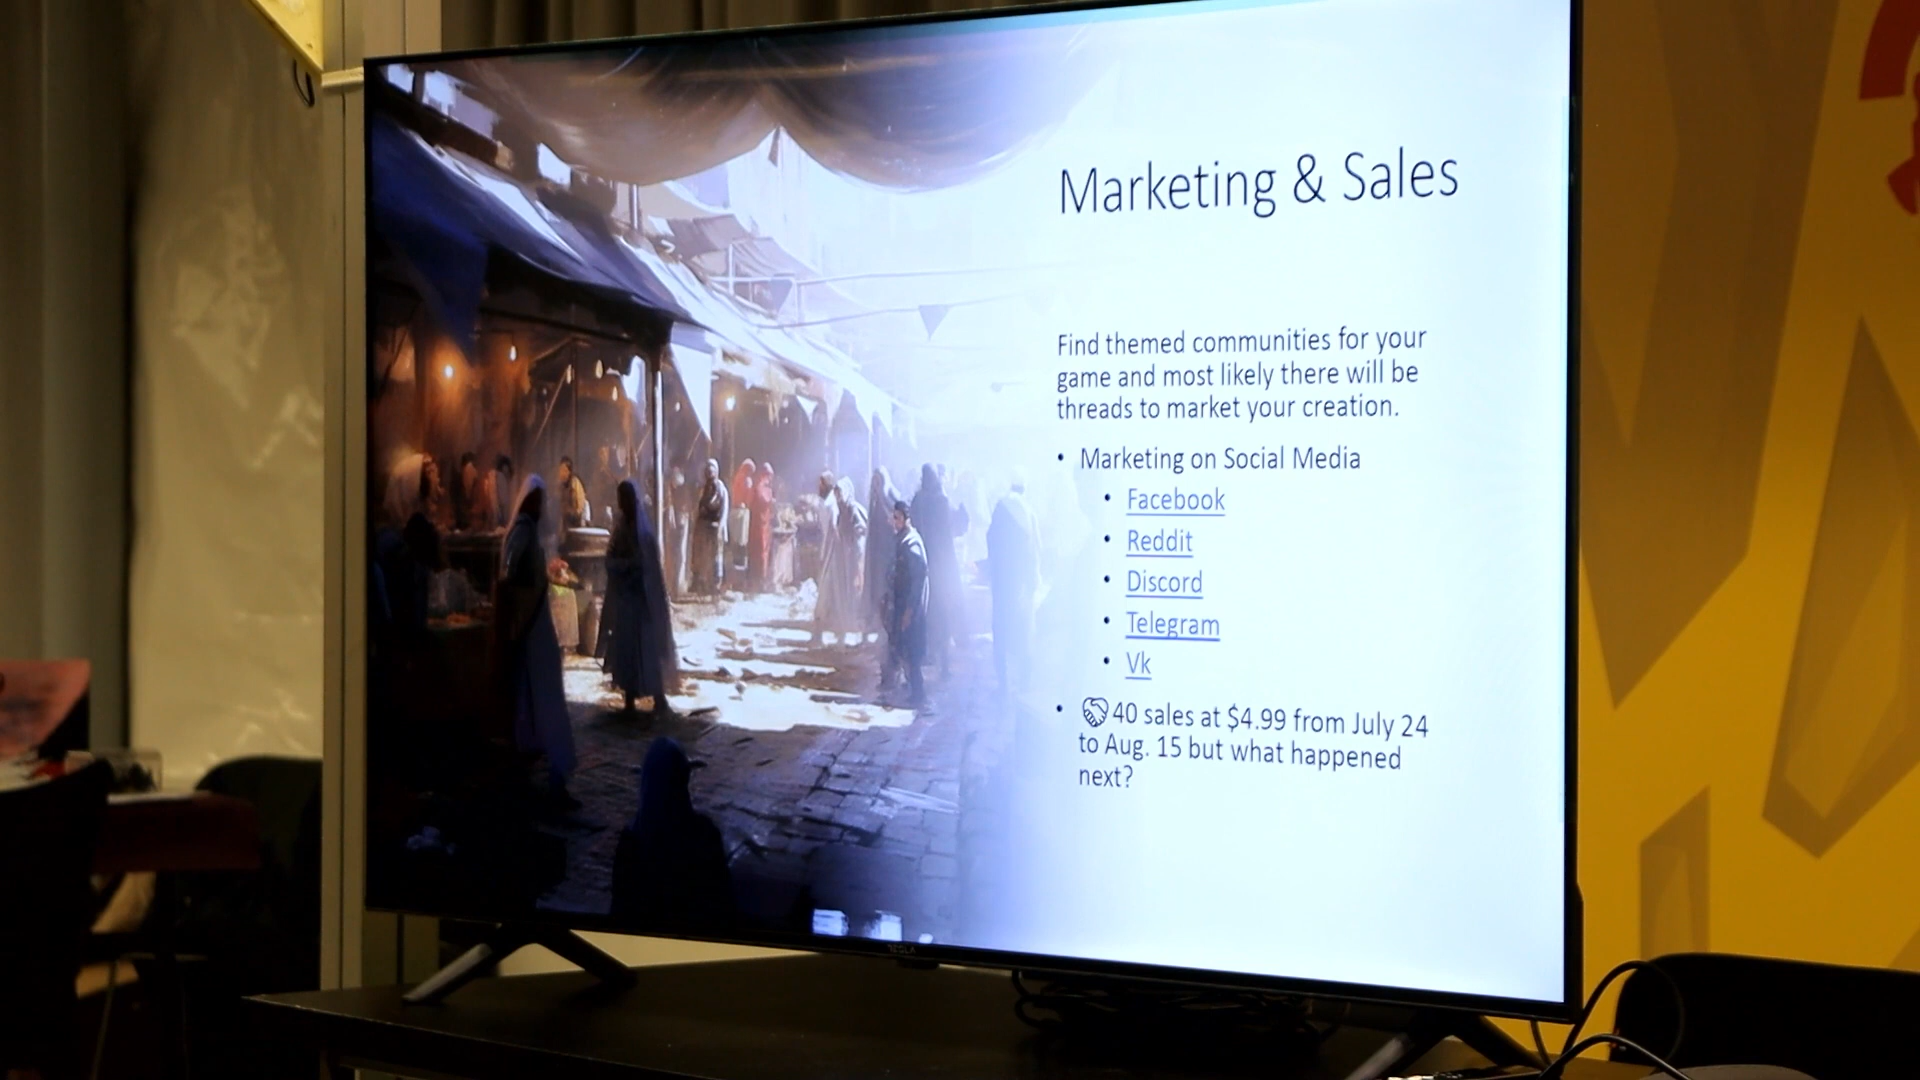 Marketing & Sales
Find themed communities for your
game and most likely there will be
threads to market your creation.
• Marketing on Social Media
• Facebook
• Reddit
• Discord
• Telegram
• Vk
• 40 sales at $4.99 from July 24
to Aug. 15 but what happened
next?
TESLA